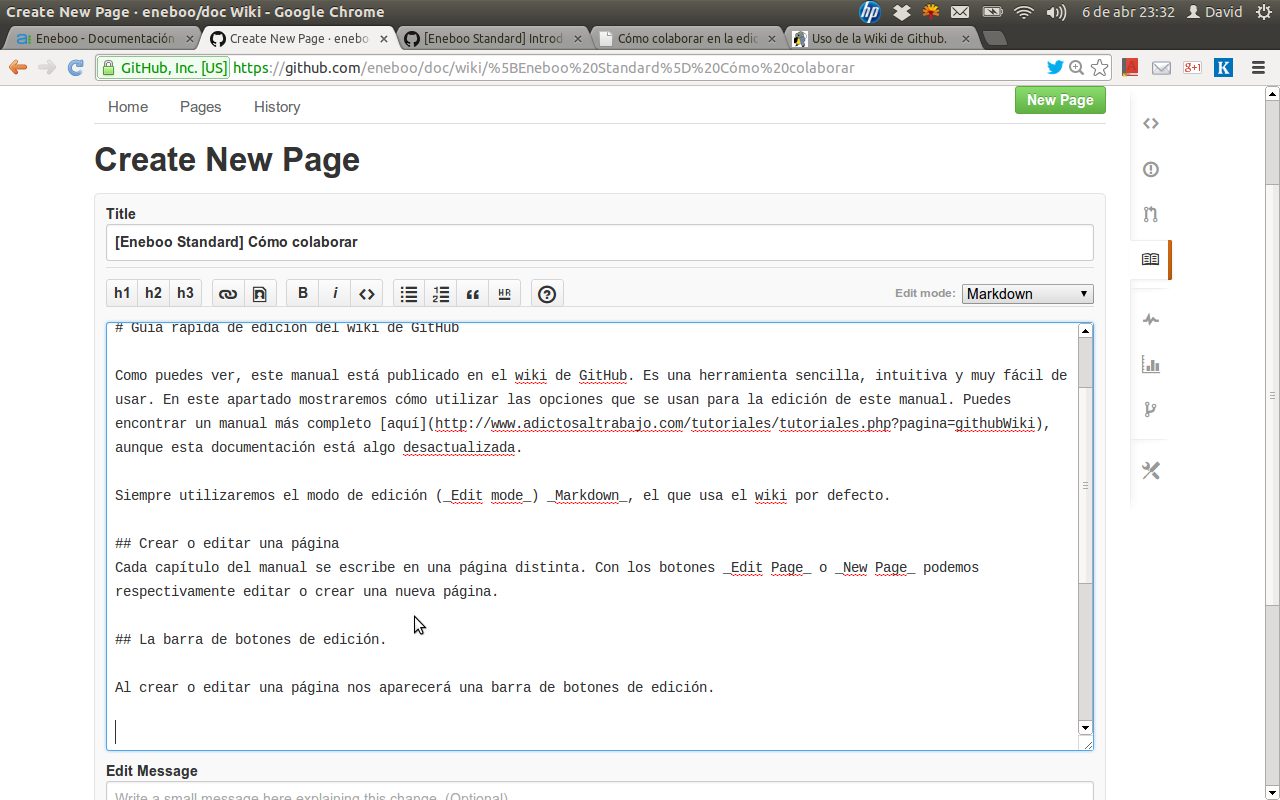 Create New Page · eneboo/doc Wiki - Google Chrome
6 de abr 23:32 David
Eneboo - Documentación
Create New Page · enebo
[Eneboo Standard] Introd
Cómo colaborar en la edic
Uso de la Wiki de Github.
GitHub, Inc. [US] https://github.com/eneboo/doc/wiki/%5BEneboo%20Standard%5D%20Cómo%20colaborar
Home Pages History
New Page
Create New Page
Title
[Eneboo Standard] Cómo colaborar
h1 h2 h3 B i <> HR ?
Edit mode: Markdown
# Guía rápida de edición del wiki de GitHub
Como puedes ver, este manual está publicado en el wiki de GitHub. Es una herramienta sencilla, intuitiva y muy fácil de
usar. En este apartado mostraremos cómo utilizar las opciones que se usan para la edición de este manual. Puedes
encontrar un manual más completo [aquí](http://www.adictosaltrabajo.com/tutoriales/tutoriales.php?pagina=githubWiki),
aunque esta documentación está algo desactualizada.
Siempre utilizaremos el modo de edición (_Edit mode_) _Markdown_, el que usa el wiki por defecto.
## Crear o editar una página
Cada capítulo del manual se escribe en una página distinta. Con los botones _Edit Page_ o _New Page_ podemos
respectivamente editar o crear una nueva página.
## La barra de botones de edición.
Al crear o editar una página nos aparecerá una barra de botones de edición.
Edit Message
Write a small message here explaining this change. (Optional)